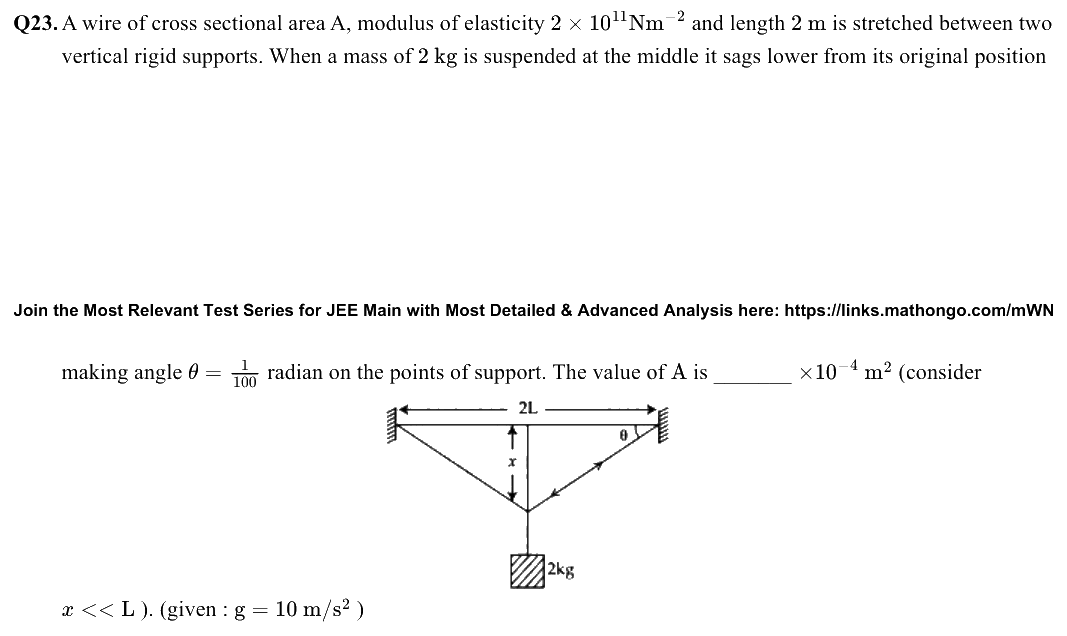 Q23. A wire of cross sectional area A, modulus of elasticity 2 × 10¹¹Nm⁻² and length 2 m is stretched between two
vertical rigid supports. When a mass of 2 kg is suspended at the middle it sags lower from its original position
Join the Most Relevant Test Series for JEE Main with Most Detailed & Advanced Analysis here: https://links.mathongo.com/mWN
making angle θ = 1/100 radian on the points of support. The value of A is ______ ×10⁻⁴ m² (consider
2L
θ
x
2kg
x << L ). (given : g = 10 m/s² )